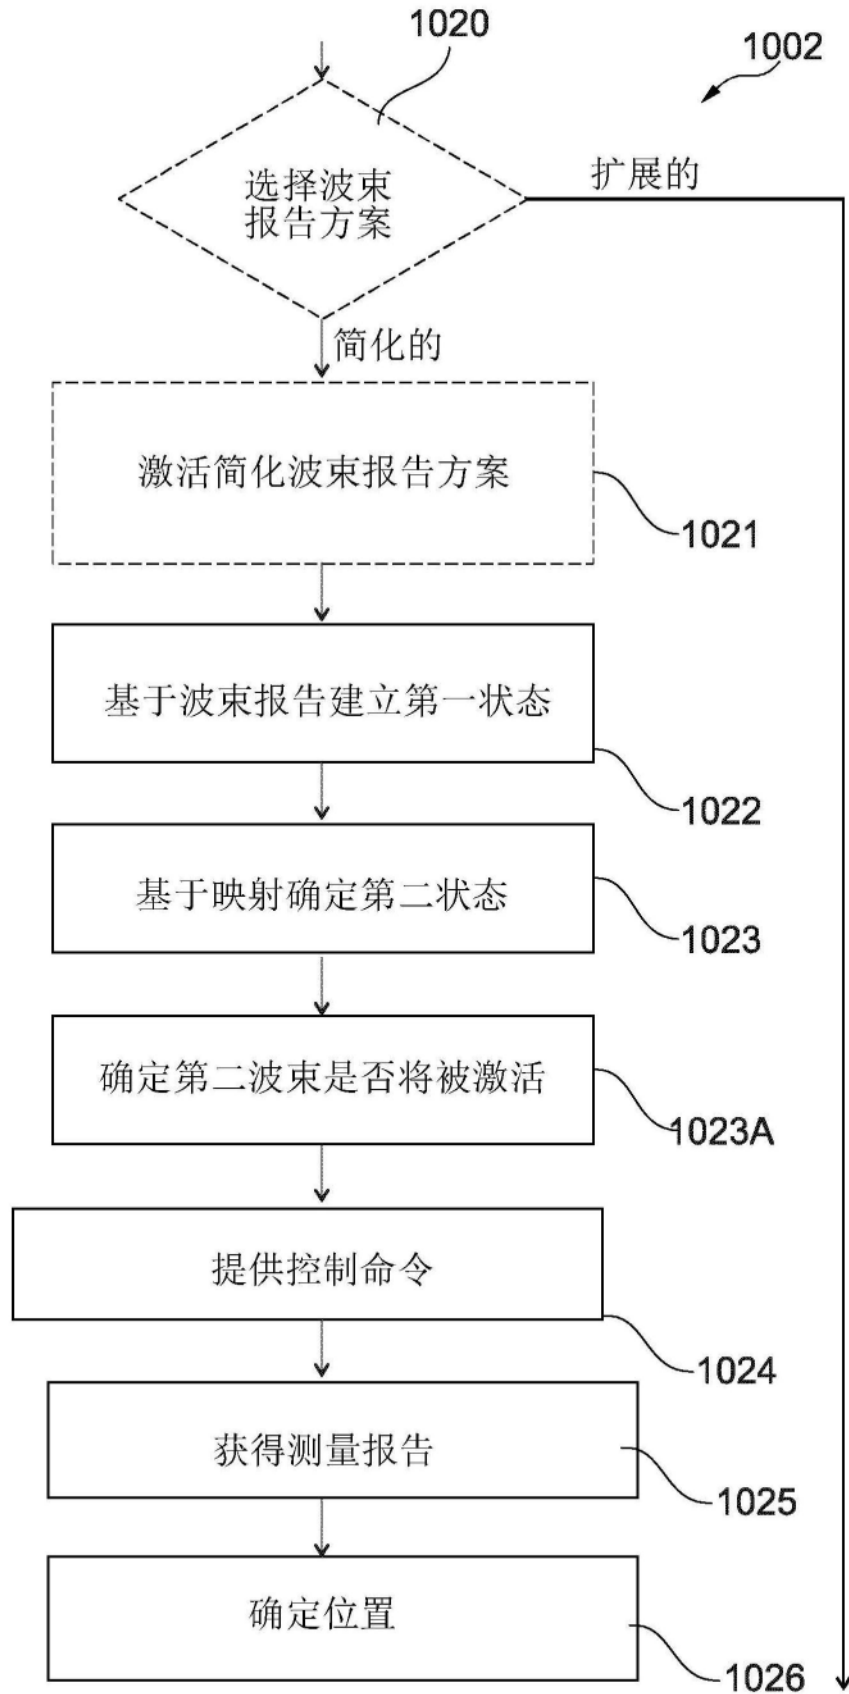 1020
1002
选择波束
报告方案
扩展的
简化的
激活简化波束报告方案
1021
基于波束报告建立第一状态
1022
基于映射确定第二状态
1023
确定第二波束是否将被激活
1023A
提供控制命令
1024
获得测量报告
1025
确定位置
1026